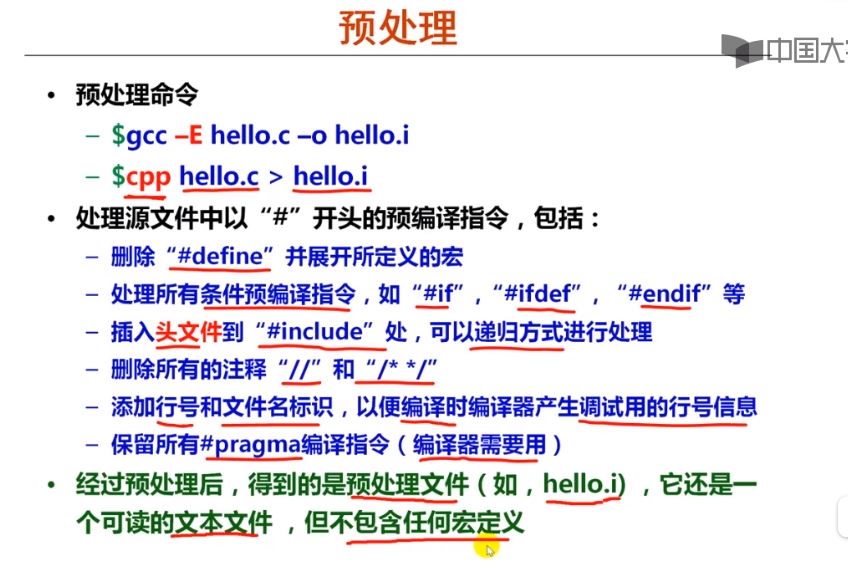 预处理
中国大
• 预处理命令
– $gcc –E hello.c –o hello.i
– $cpp hello.c > hello.i
• 处理源文件中以“#”开头的预编译指令，包括：
– 删除“#define”并展开所定义的宏
– 处理所有条件预编译指令，如“#if”，“#ifdef”，“#endif”等
– 插入头文件到“#include”处，可以递归方式进行处理
– 删除所有的注释“//”和“/* */”
– 添加行号和文件名标识，以便编译时编译器产生调试用的行号信息
– 保留所有#pragma编译指令（编译器需要用）
• 经过预处理后，得到的是预处理文件（如，hello.i），它还是一
个可读的文本文件，但不包含任何宏定义